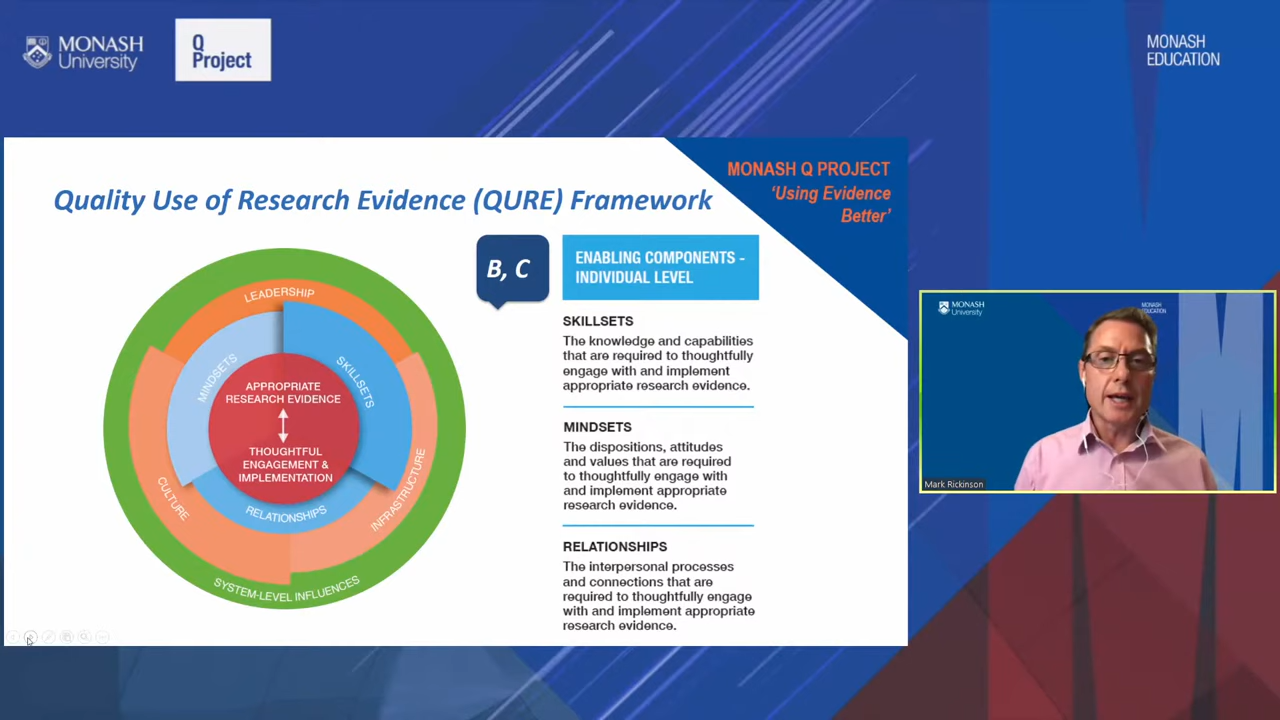 MONASH
University
Q
Project
MONASH
EDUCATION
Quality Use of Research Evidence (QURE) Framework
MONASH Q PROJECT
‘Using Evidence
Better’
LEADERSHIP
MINDSETS
SKILLSETS
APPROPRIATE
RESEARCH EVIDENCE
THOUGHTFUL
ENGAGEMENT &
IMPLEMENTATION
RELATIONSHIPS
CULTURE
INFRASTRUCTURE
SYSTEM-LEVEL INFLUENCES
B, C
ENABLING COMPONENTS -
INDIVIDUAL LEVEL
SKILLSETS
The knowledge and capabilities
that are required to thoughtfully
engage with and implement
appropriate research evidence.
MINDSETS
The dispositions, attitudes
and values that are required
to thoughtfully engage with
and implement appropriate
research evidence.
RELATIONSHIPS
The interpersonal processes
and connections that are
required to thoughtfully engage
with and implement appropriate
research evidence.
MONASH
University
MONASH
EDUCATION
Mark Rickinson